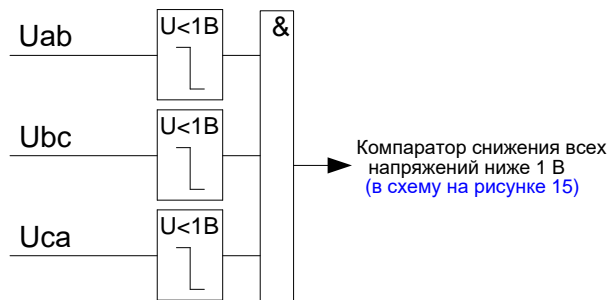 Uab
U<1В
&
Ubc
U<1В
Компаратор снижения всех
напряжений ниже 1 В
(в схему на рисунке 15)
Uca
U<1В